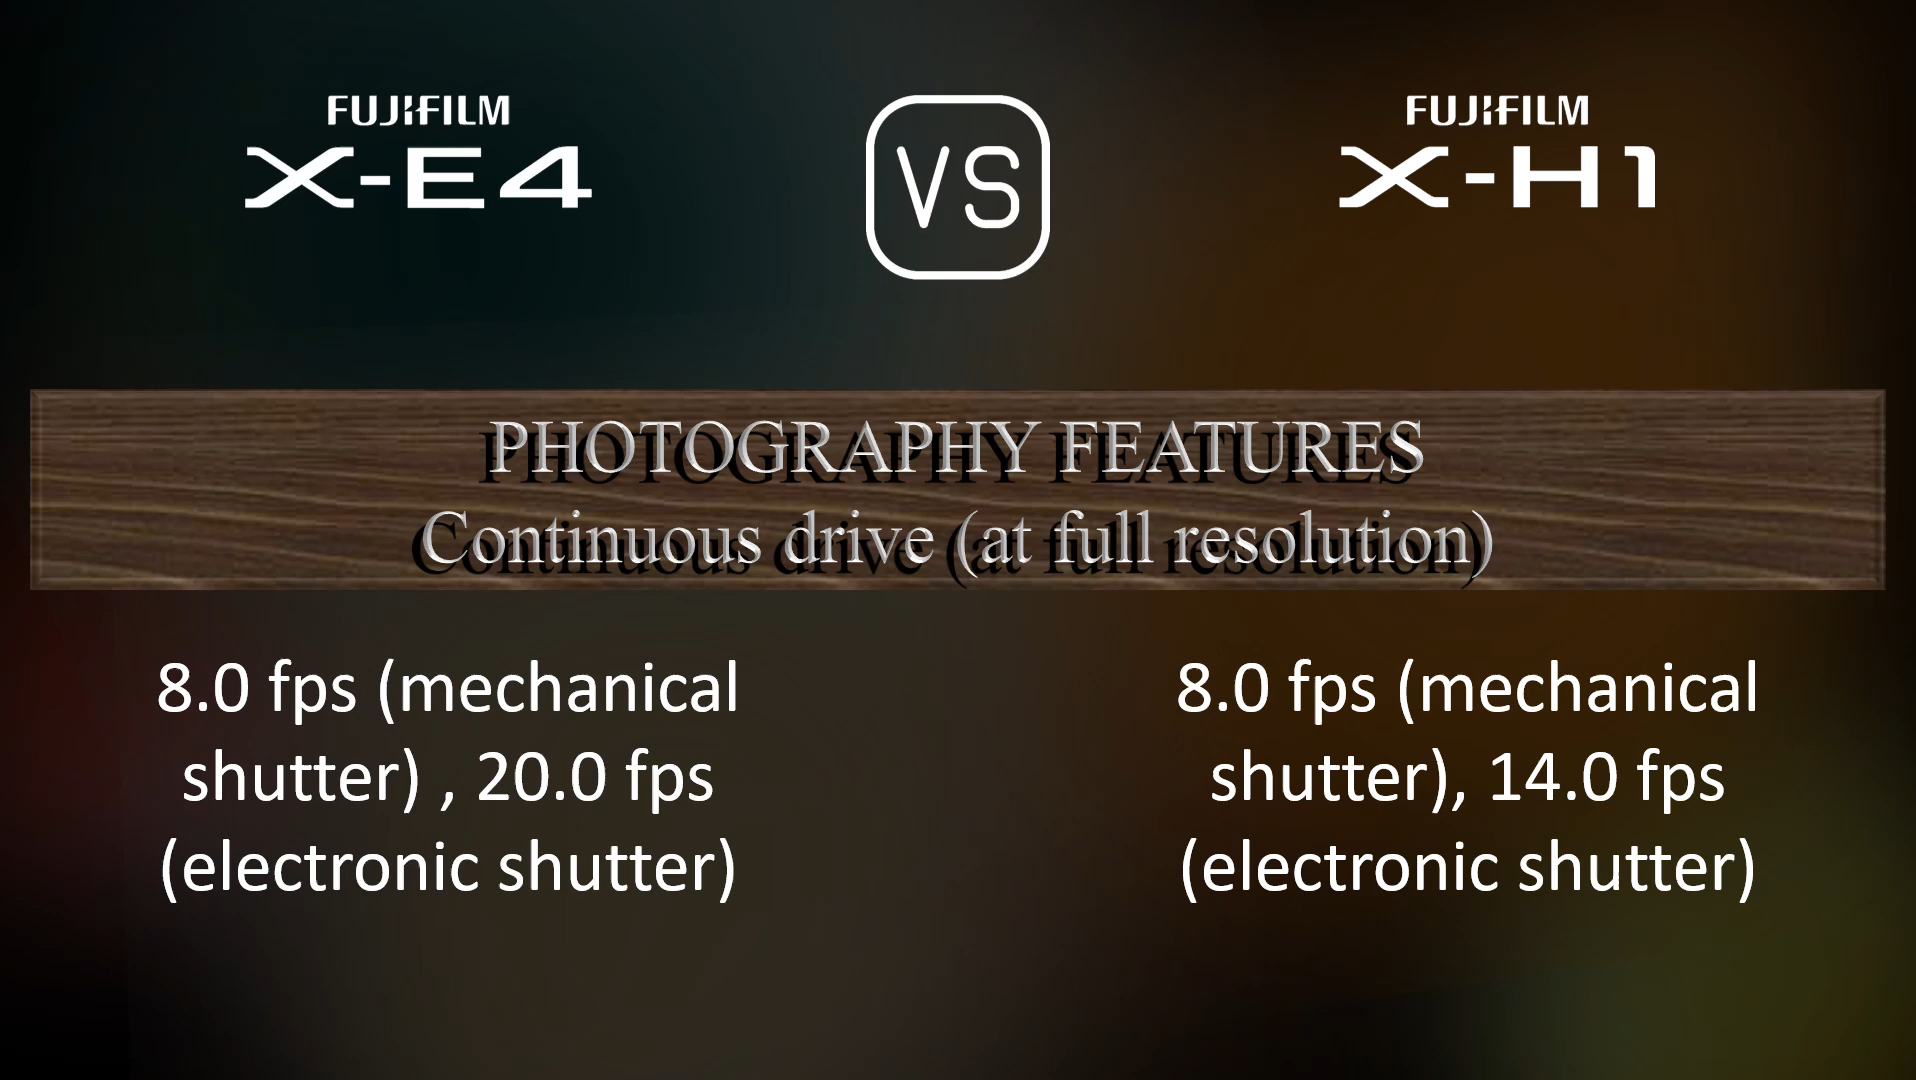 FUJIFILM
X-E4
VS
FUJIFILM
X-H1
PHOTOGRAPHY FEATURES
Continuous drive (at full resolution)
8.0 fps (mechanical
shutter) , 20.0 fps
(electronic shutter)
8.0 fps (mechanical
shutter), 14.0 fps
(electronic shutter)